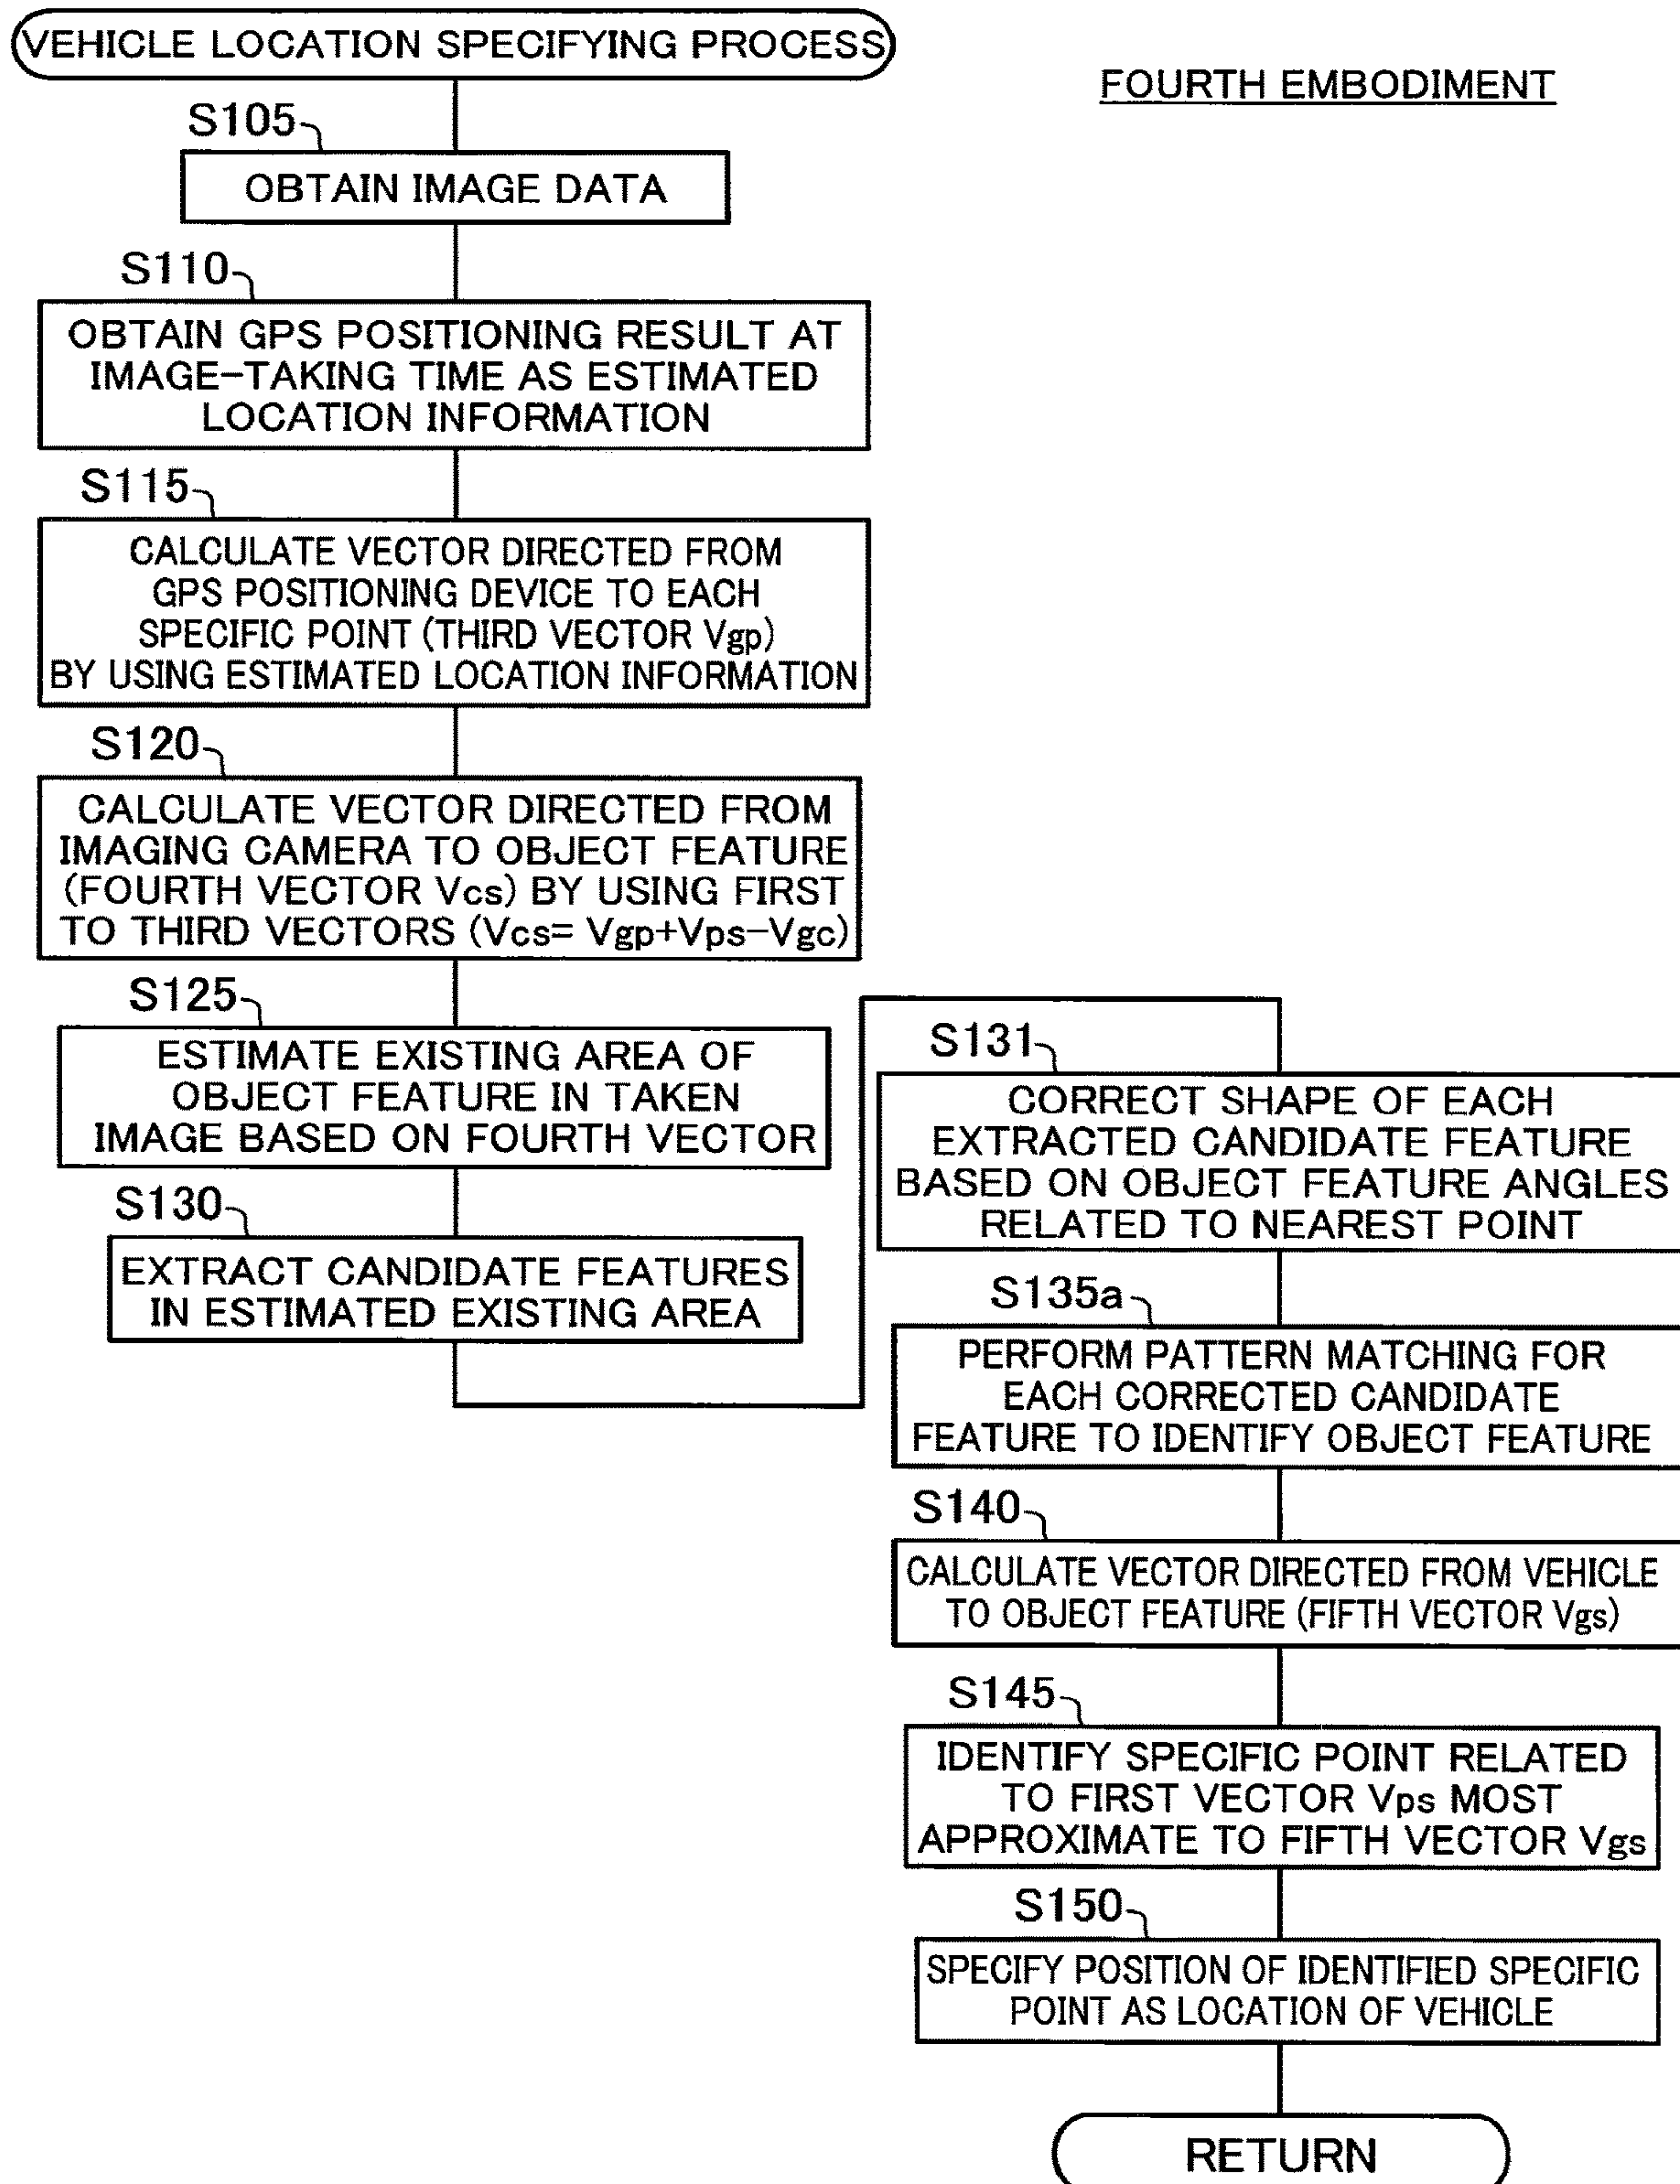 VEHICLE LOCATION SPECIFYING PROCESS
FOURTH EMBODIMENT
S105
OBTAIN IMAGE DATA
S110
OBTAIN GPS POSITIONING RESULT AT
IMAGE-TAKING TIME AS ESTIMATED
LOCATION INFORMATION
S115
CALCULATE VECTOR DIRECTED FROM
GPS POSITIONING DEVICE TO EACH
SPECIFIC POINT (THIRD VECTOR Vgp)
BY USING ESTIMATED LOCATION INFORMATION
S120
CALCULATE VECTOR DIRECTED FROM
IMAGING CAMERA TO OBJECT FEATURE
(FOURTH VECTOR Vcs) BY USING FIRST
TO THIRD VECTORS (Vcs= Vgp+Vps-Vgc)
S125
ESTIMATE EXISTING AREA OF
OBJECT FEATURE IN TAKEN
IMAGE BASED ON FOURTH VECTOR
S130
EXTRACT CANDIDATE FEATURES
IN ESTIMATED EXISTING AREA
S131
CORRECT SHAPE OF EACH
EXTRACTED CANDIDATE FEATURE
BASED ON OBJECT FEATURE ANGLES
RELATED TO NEAREST POINT
S135a
PERFORM PATTERN MATCHING FOR
EACH CORRECTED CANDIDATE
FEATURE TO IDENTIFY OBJECT FEATURE
S140
CALCULATE VECTOR DIRECTED FROM VEHICLE
TO OBJECT FEATURE (FIFTH VECTOR Vgs)
S145
IDENTIFY SPECIFIC POINT RELATED
TO FIRST VECTOR Vps MOST
APPROXIMATE TO FIFTH VECTOR Vgs
S150
SPECIFY POSITION OF IDENTIFIED SPECIFIC
POINT AS LOCATION OF VEHICLE
RETURN